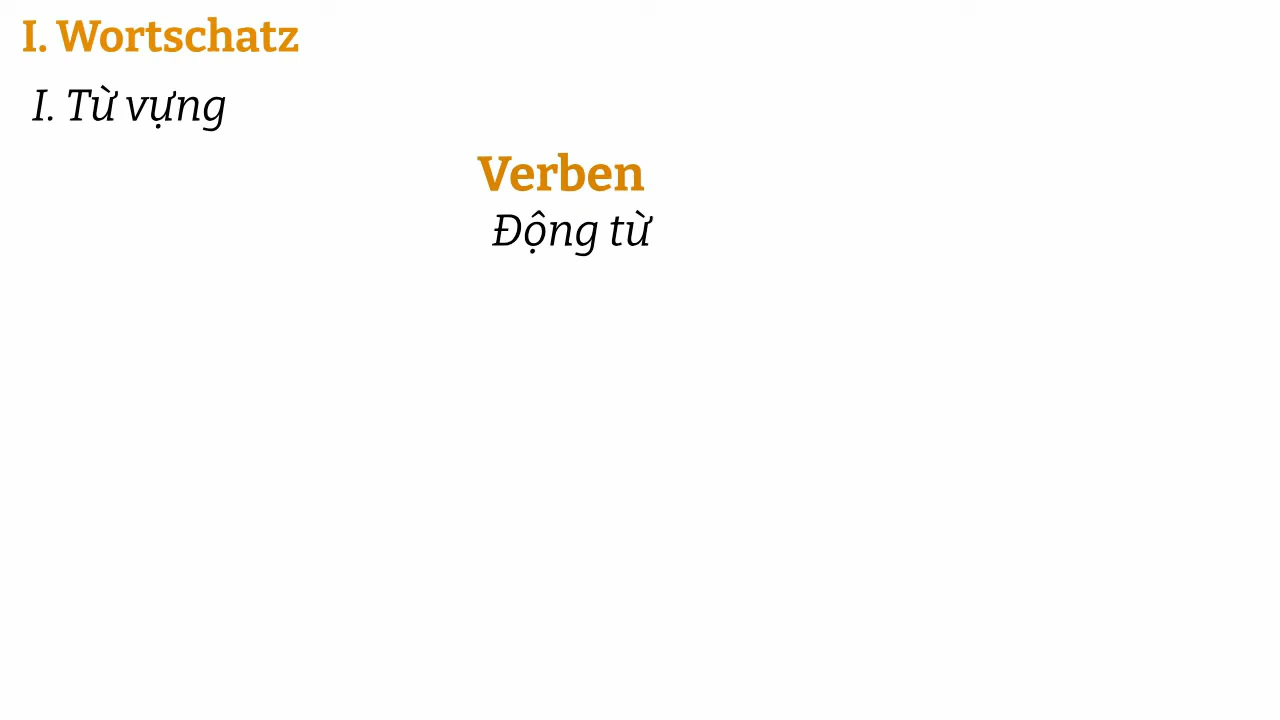 I. Wortschatz
I. Từ vựng
Verben
Động từ